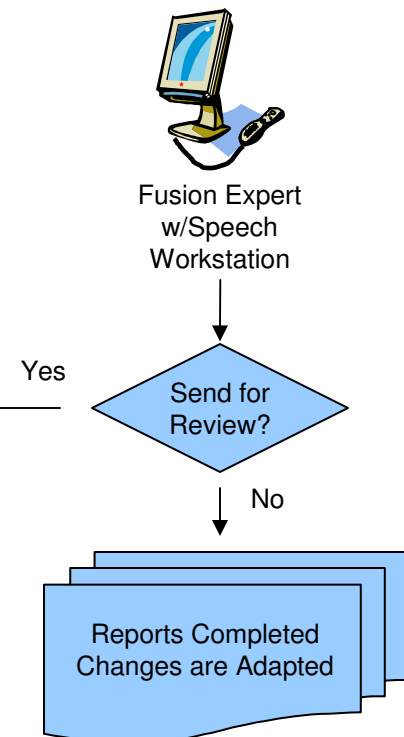 Fusion Expert
w/Speech
Workstation
Yes
Send for
Review?
No
Reports Completed
Changes are Adapted